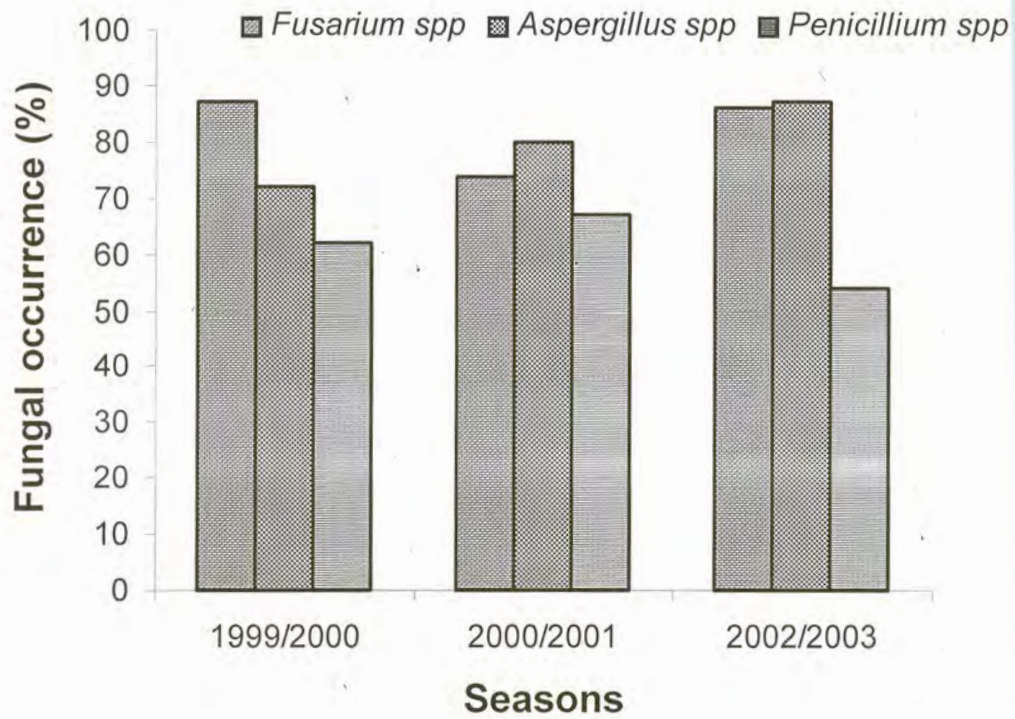 Fusarium spp Aspergillus spp Penicillium spp
Fungal occurrence (%)
100
90
80
70
60
50
40
30
20
10
0
1999/2000 2000/2001 2002/2003
Seasons